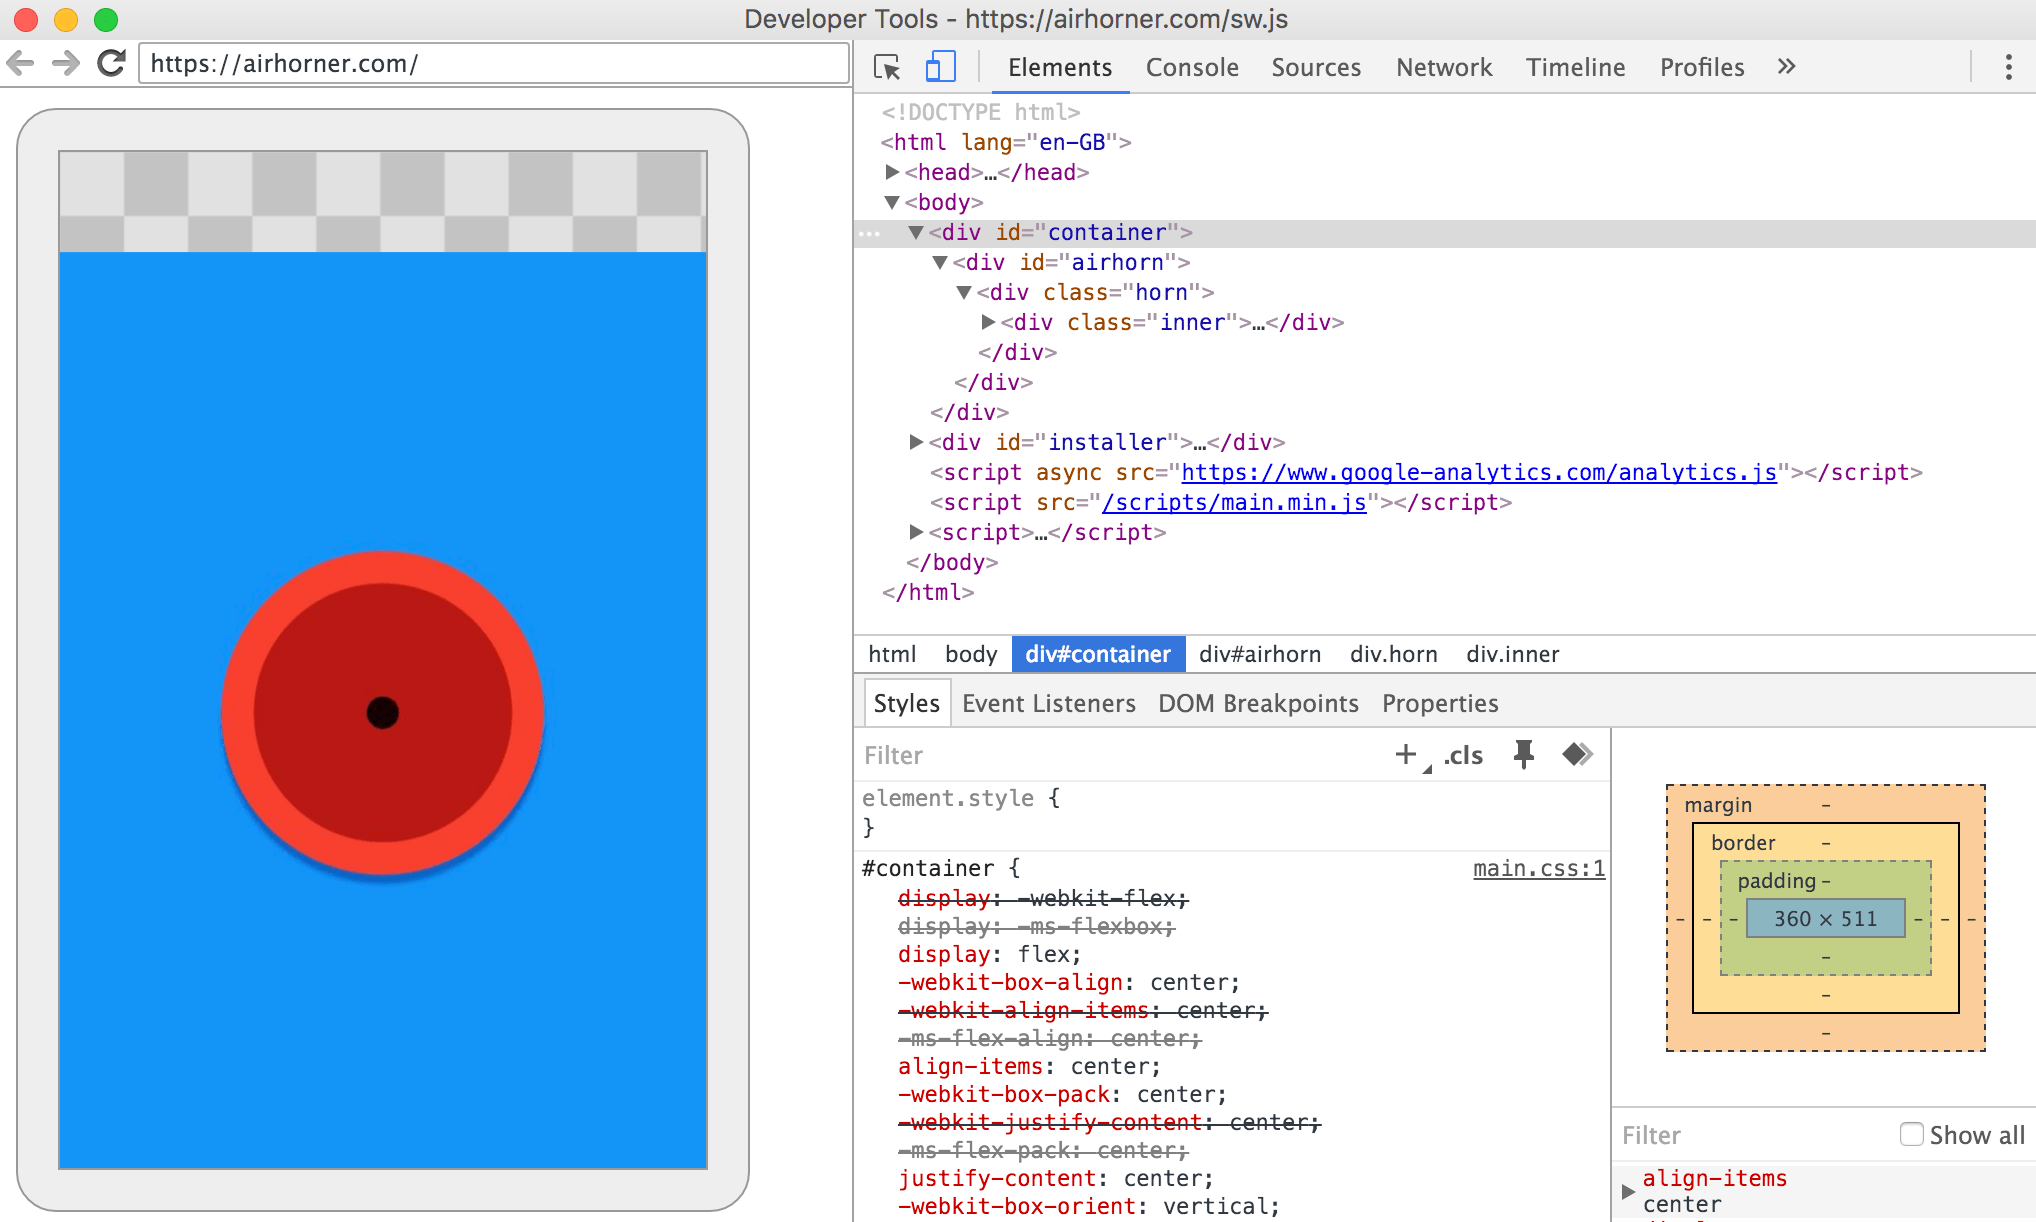 Developer Tools - https://airhorner.com/sw.js
https://airhorner.com/
Elements Console Sources Network Timeline Profiles »
<!DOCTYPE html>
<html lang="en-GB">
<head>…</head>
<body>
<div id="container">
<div id="airhorn">
<div class="horn">
<div class="inner">…</div>
</div>
</div>
</div>
<div id="installer">…</div>
<script async src="https://www.google-analytics.com/analytics.js"></script>
<script src="/scripts/main.min.js"></script>
<script>…</script>
</body>
</html>
html body div#container div#airhorn div.horn div.inner
Styles Event Listeners DOM Breakpoints Properties
Filter + .cls
element.style {
}
#container { main.css:1
display: -webkit-flex;
display: -ms-flexbox;
display: flex;
-webkit-box-align: center;
-webkit-align-items: center;
-ms-flex-align: center;
align-items: center;
-webkit-box-pack: center;
-webkit-justify-content: center;
-ms-flex-pack: center;
justify-content: center;
-webkit-box-orient: vertical;
margin -
border -
padding -
- - - 360 × 511 - - -
-
-
-
Filter Show all
align-items
center